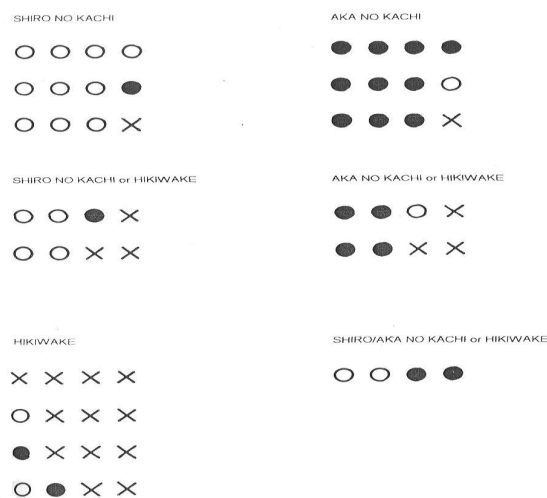 SHIRO NO KACHI
AKA NO KACHI
SHIRO NO KACHI or HIKIWAKE
AKA NO KACHI or HIKIWAKE
HIKIWAKE
SHIRO/AKA NO KACHI or HIKIWAKE